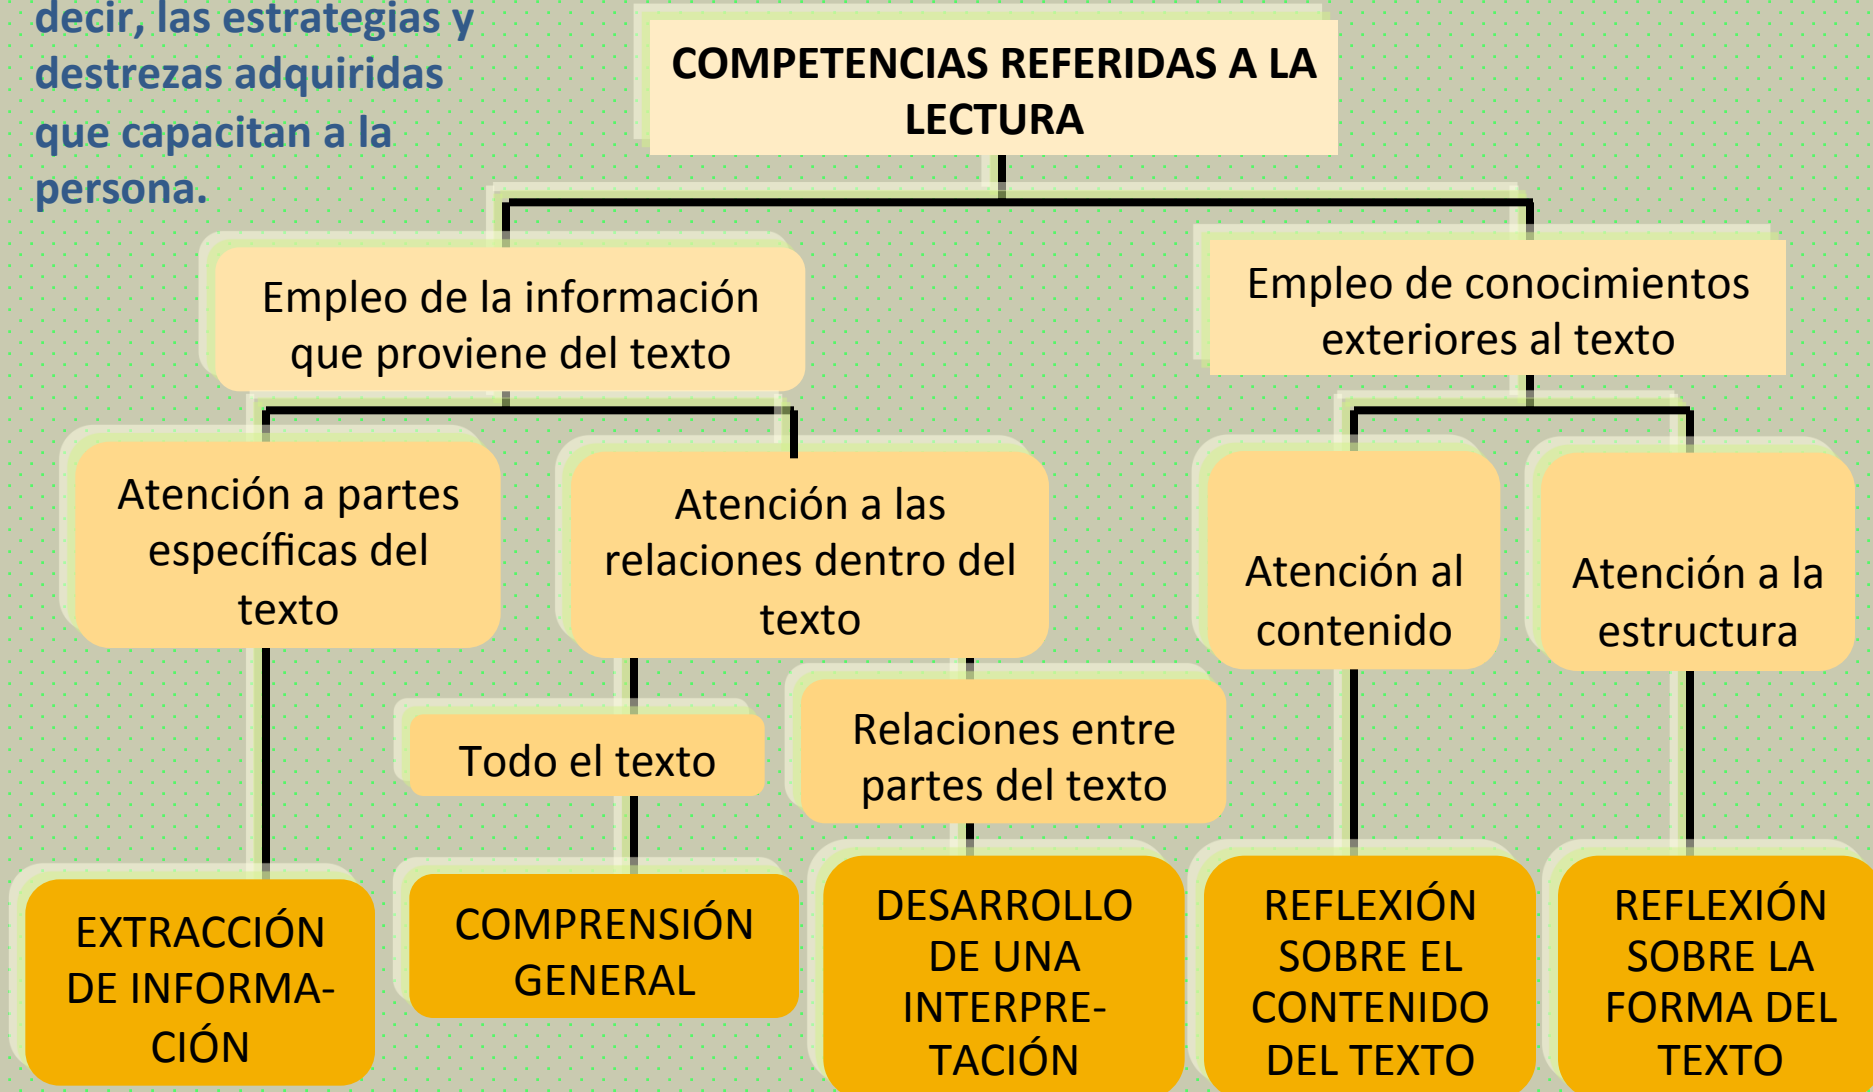 decir, las estrategias y
destrezas adquiridas
que capacitan a la
persona.
COMPETENCIAS REFERIDAS A LA
LECTURA
Empleo de la información
que proviene del texto
Empleo de conocimientos
exteriores al texto
Atención a partes
específicas del
texto
Atención a las
relaciones dentro del
texto
Atención al
contenido
Atención a la
estructura
Todo el texto
Relaciones entre
partes del texto
EXTRACCIÓN
DE INFORMA-
CIÓN
COMPRENSIÓN
GENERAL
DESARROLLO
DE UNA
INTERPRE-
TACIÓN
REFLEXIÓN
SOBRE EL
CONTENIDO
DEL TEXTO
REFLEXIÓN
SOBRE LA
FORMA DEL
TEXTO